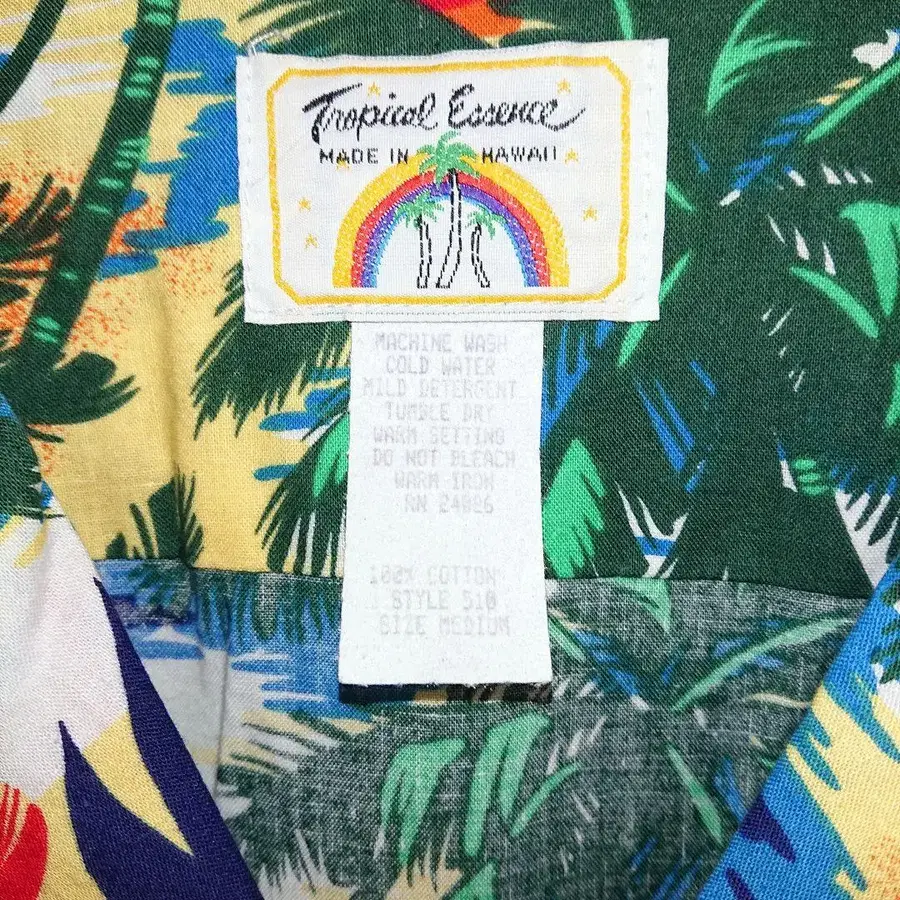 Tropical Essence
MADE IN HAWAII
MACHINE WASH
COLD WATER
MILD DETERGENT
TUMBLE DRY
WARM SETTING
DO NOT BLEACH
WARM IRON
RN
100% COTTON
STYLE 510
SIZE MEDIUM